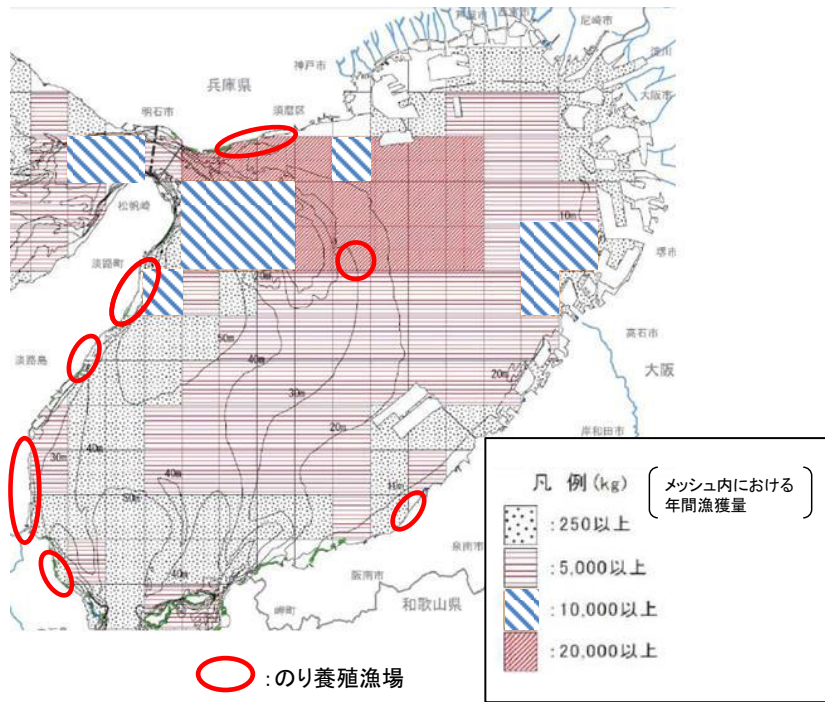 尼崎市
淀川
神戸市
兵庫県
大阪市
明石市
須磨区
松帆崎
10m
堺市
淡路町
高石市
50m
40m
淡路島
大阪
20m
30m
20m
岸和田市
30m
40m
40m
50m
10m
泉南市
阪南市
40m
和歌山県
岬町
凡 例(kg)
メッシュ内における
年間漁獲量
:250以上
:5,000以上
:10,000以上
:20,000以上
:のり養殖漁場